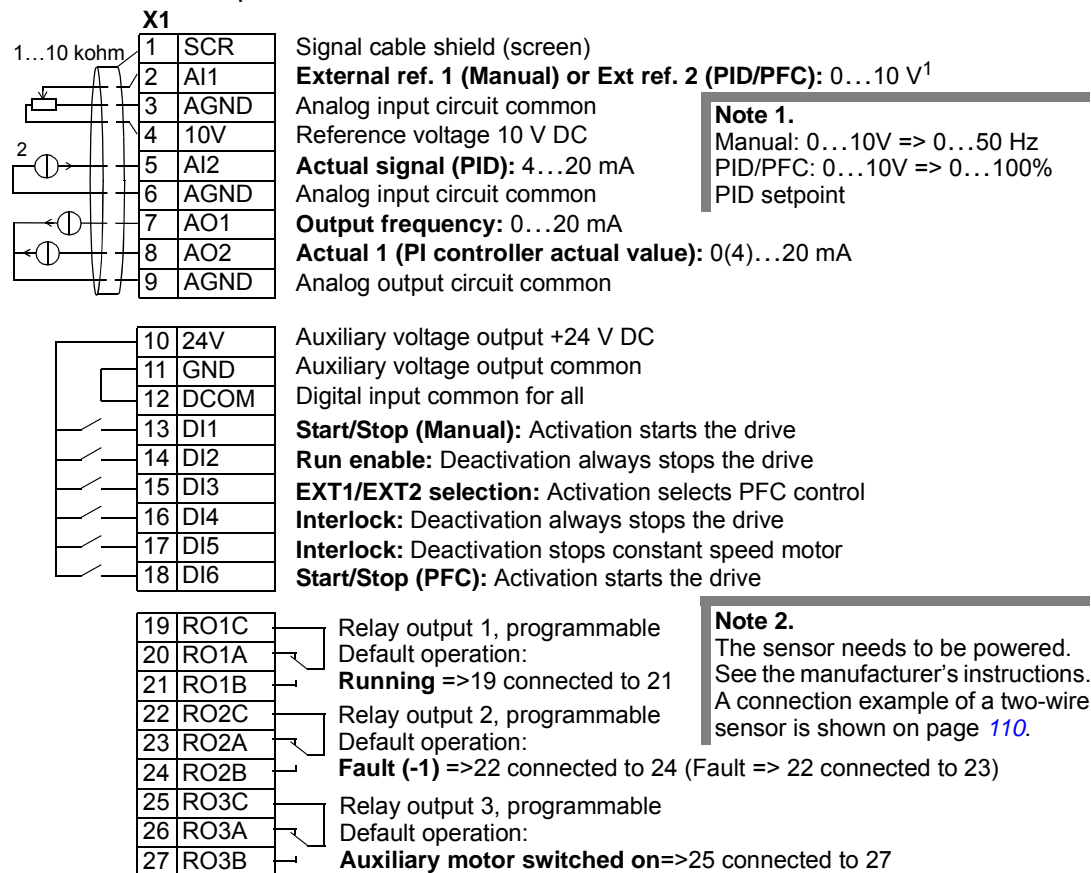 X1
1…10 kohm
1 SCR Signal cable shield (screen)
2 AI1 External ref. 1 (Manual) or Ext ref. 2 (PID/PFC): 0…10 V1
3 AGND Analog input circuit common
4 10V Reference voltage 10 V DC
2
5 AI2 Actual signal (PID): 4…20 mA
6 AGND Analog input circuit common
7 AO1 Output frequency: 0…20 mA
8 AO2 Actual 1 (PI controller actual value): 0(4)…20 mA
9 AGND Analog output circuit common
Note 1.
Manual: 0…10V => 0…50 Hz
PID/PFC: 0…10V => 0…100%
PID setpoint
10 24V Auxiliary voltage output +24 V DC
11 GND Auxiliary voltage output common
12 DCOM Digital input common for all
13 DI1 Start/Stop (Manual): Activation starts the drive
14 DI2 Run enable: Deactivation always stops the drive
15 DI3 EXT1/EXT2 selection: Activation selects PFC control
16 DI4 Interlock: Deactivation always stops the drive
17 DI5 Interlock: Deactivation stops constant speed motor
18 DI6 Start/Stop (PFC): Activation starts the drive
19 RO1C Relay output 1, programmable
20 RO1A Default operation:
21 RO1B Running =>19 connected to 21
22 RO2C Relay output 2, programmable
23 RO2A Default operation:
24 RO2B Fault (-1) =>22 connected to 24 (Fault => 22 connected to 23)
25 RO3C Relay output 3, programmable
26 RO3A Default operation:
27 RO3B Auxiliary motor switched on=>25 connected to 27
Note 2.
The sensor needs to be powered.
See the manufacturer's instructions.
A connection example of a two-wire
sensor is shown on page 110.